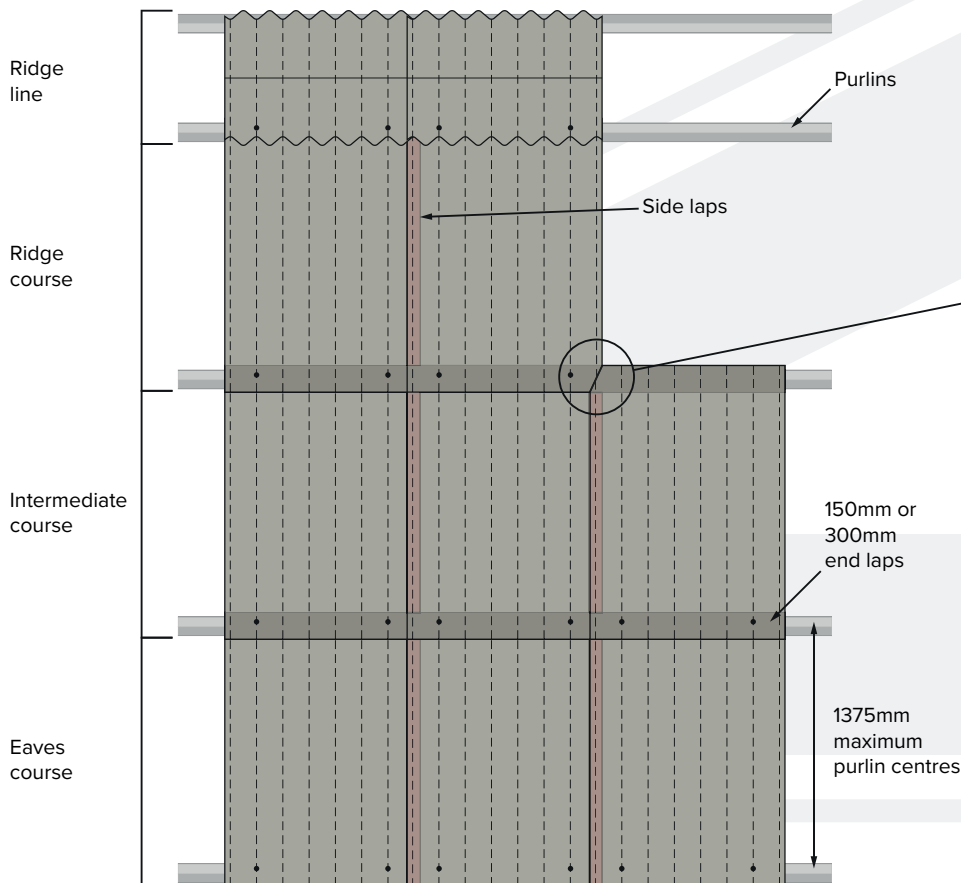 Ridge
line
Purlins
Side laps
Ridge
course
Intermediate
course
150mm or
300mm
end laps
Eaves
course
1375mm
maximum
purlin centres